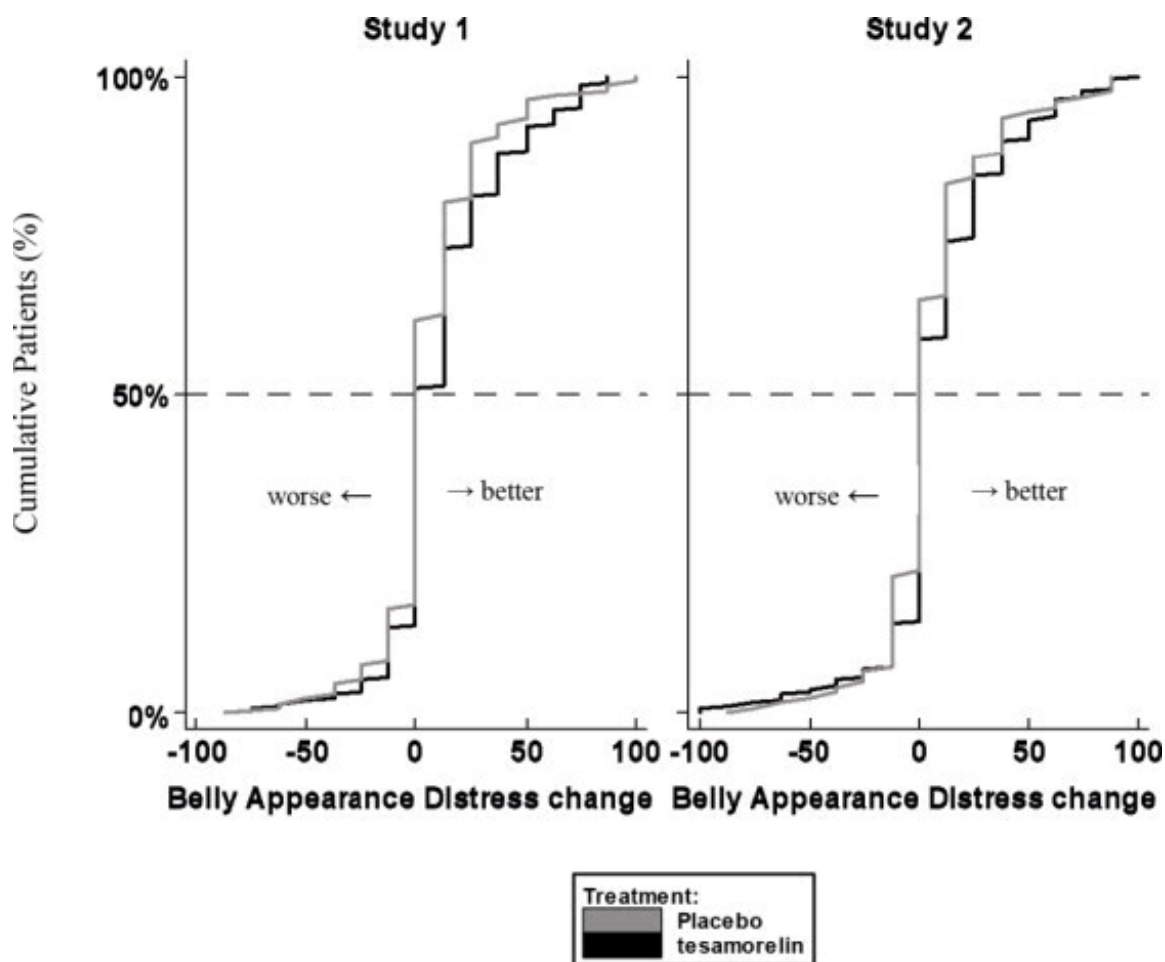 Study 1
Study 2
Cumulative Patients (%)
100%
50%
0%
worse ←
→ better
worse ←
→ better
-100 -50 0 50 100
-100 -50 0 50 100
Belly Appearance Distress change
Belly Appearance Distress change
Treatment:
Placebo
tesamorelin